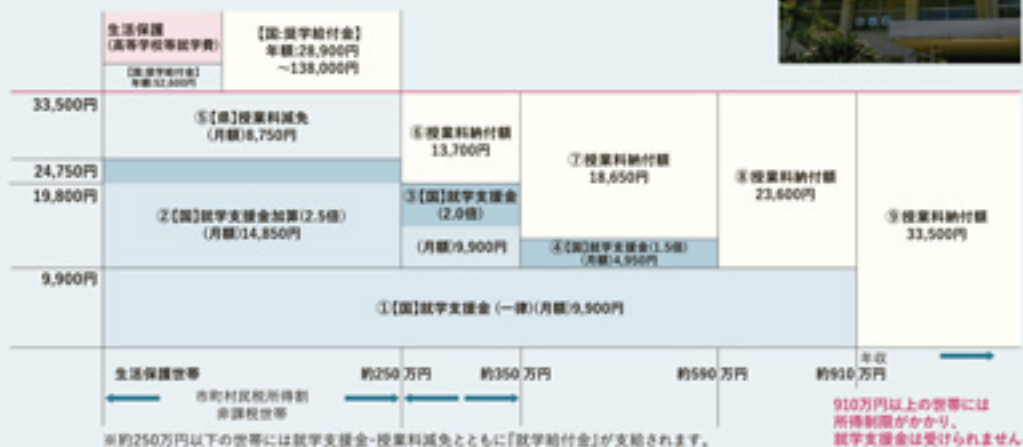 生活保護
(高等学校等就学費)
【国:奨学給付金】
年額:52,600円
【国:奨学給付金】
年額:28,900円
～138,000円
33,500円
⑤【県】授業料減免
(月額)8,750円
⑥授業料納付額
13,700円
⑦授業料納付額
18,650円
⑧授業料納付額
23,600円
⑨授業料納付額
33,500円
24,750円
19,800円
②【国】就学支援金加算(2.5倍)
(月額)14,850円
③【国】就学支援金
(2.0倍)
(月額)9,900円
④【国】就学支援金(1.5倍)
(月額)4,950円
9,900円
①【国】就学支援金 (一律)(月額)9,900円
年収
生活保護世帯
約250万円
約350万円
約590万円
約910万円
市町村民税所得割
非課税世帯
910万円以上の世帯には
所得制限がかかり、
就学支援金は受けられません
※約250万円以下の世帯には就学支援金・授業料減免とともに『就学給付金』が支給されます。